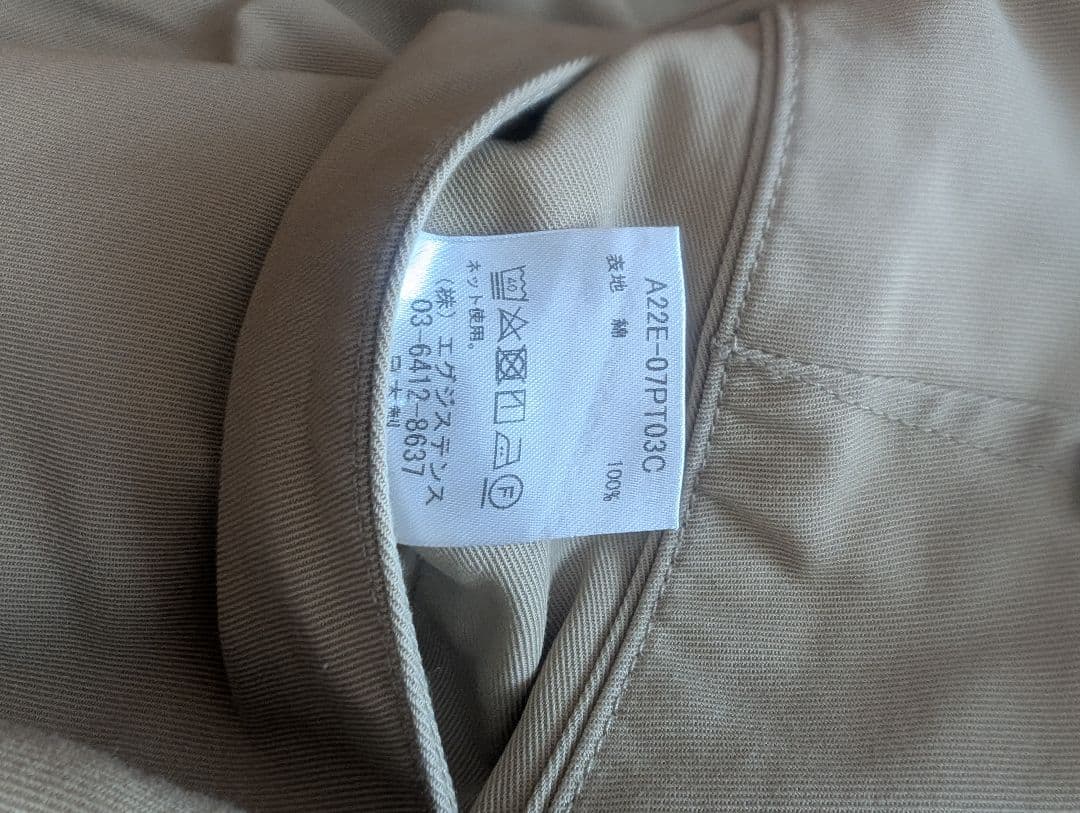 A22E-07PT03C
表地 綿 100%
40
F
ネット使用。
(株)エグジステンス
03-6412-8637
日本製